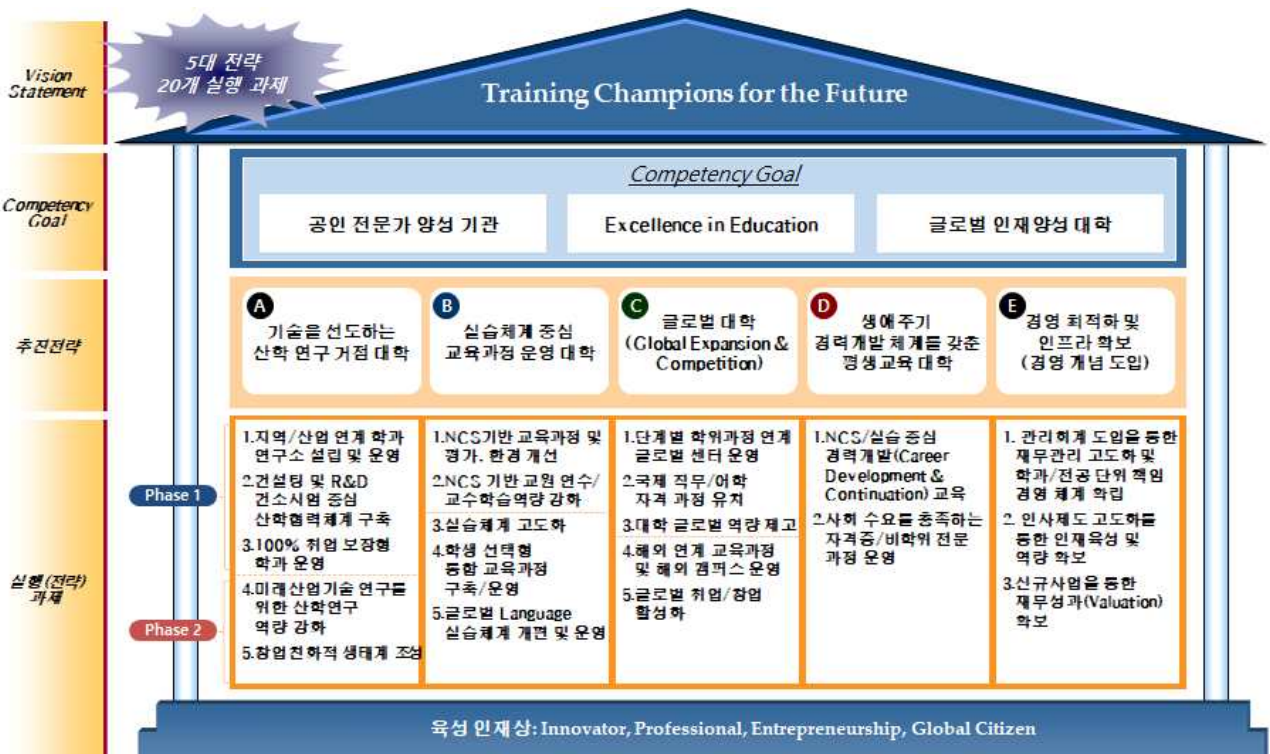 Vision
Statement
5대 전략
20개 실행 과제
Training Champions for the Future
Competency
Goal
Competency Goal
공인 전문가 양성 기관
Excellence in Education
글로벌 인재양성 대학
추진전략
A
기술을 선도하는
산학 연구 거점 대학
B
실습체계 중심
교육과정 운영 대학
C
글로벌 대학
(Global Expansion &
Competition)
D
생애주기
경력개발 체계를 갖춘
평생교육 대학
E
경영 최적화 및
인프라 확보
(경영 개념 도입)
실행(전략)
과제
Phase 1
Phase 2
1.지역/산업 연계 학과
연구소 설립 및 운영
2.컨설팅 및 R&D
컨소시엄 중심
산학협력체계 구축
3.100% 취업 보장형
학과 운영
4.미래산업기술 연구를
위한 산학연구
역량 강화
5.창업친화적 생태계 조성
1.NCS기반 교육과정 및
평가. 환경 개선
2.NCS 기반 교원 연수/
교수학습역량 강화
3.실습체계 고도화
4.학생 선택형
통합 교육과정
구축/운영
5.글로벌 Language
실습체계 개편 및 운영
1.단계별 학위과정 연계
글로벌 센터 운영
2.국제 직무/어학
자격 과정 유치
3.대학 글로벌 역량 제고
4.해외 연계 교육과정
및 해외 캠퍼스 운영
5.글로벌 취업/창업
활성화
1.NCS/실습 중심
경력개발(Career
Development &
Continuation) 교육
2.사회 수요를 충족하는
자격증/비학위 전문
과정 운영
1. 관리회계 도입을 통한
재무관리 고도화 및
학과/전공 단위 책임
경영 체계 확립
2. 인사제도 고도화를
통한 인재육성 및
역량 확보
3.신규사업을 통한
재무성과(Valuation)
확보
육성 인재상: Innovator, Professional, Entrepreneurship, Global Citizen